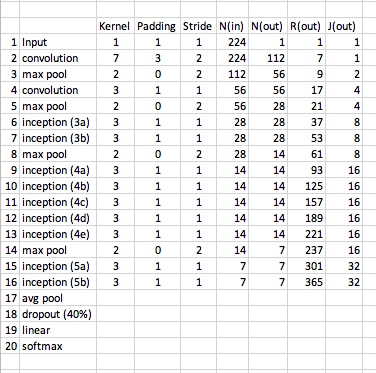 Kernel Padding Stride N(in) N(out) R(out) J(out)
1 Input 1 1 1 224 1 1 1
2 convolution 7 3 2 224 112 7 1
3 max pool 2 0 2 112 56 9 2
4 convolution 3 1 1 56 56 17 4
5 max pool 2 0 2 56 28 21 4
6 inception (3a) 3 1 1 28 28 37 8
7 inception (3b) 3 1 1 28 28 53 8
8 max pool 2 0 2 28 14 61 8
9 inception (4a) 3 1 1 14 14 93 16
10 inception (4b) 3 1 1 14 14 125 16
11 inception (4c) 3 1 1 14 14 157 16
12 inception (4d) 3 1 1 14 14 189 16
13 inception (4e) 3 1 1 14 14 221 16
14 max pool 2 0 2 14 7 237 16
15 inception (5a) 3 1 1 7 7 301 32
16 inception (5b) 3 1 1 7 7 365 32
17 avg pool
18 dropout (40%)
19 linear
20 softmax